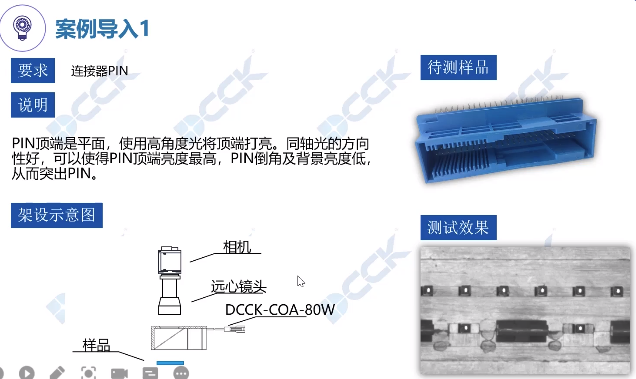 案例导入1
要求
连接器PIN
待测样品
说明
PIN顶端是平面，使用高角度光将顶端打亮。同轴光的方向
性好，可以使得PIN顶端亮度最高，PIN倒角及背景亮度低，
从而突出PIN。
架设示意图
测试效果
相机
远心镜头
DCCK-COA-80W
样品
DCCK
DCCK
DCCK
DCCK
DCCK